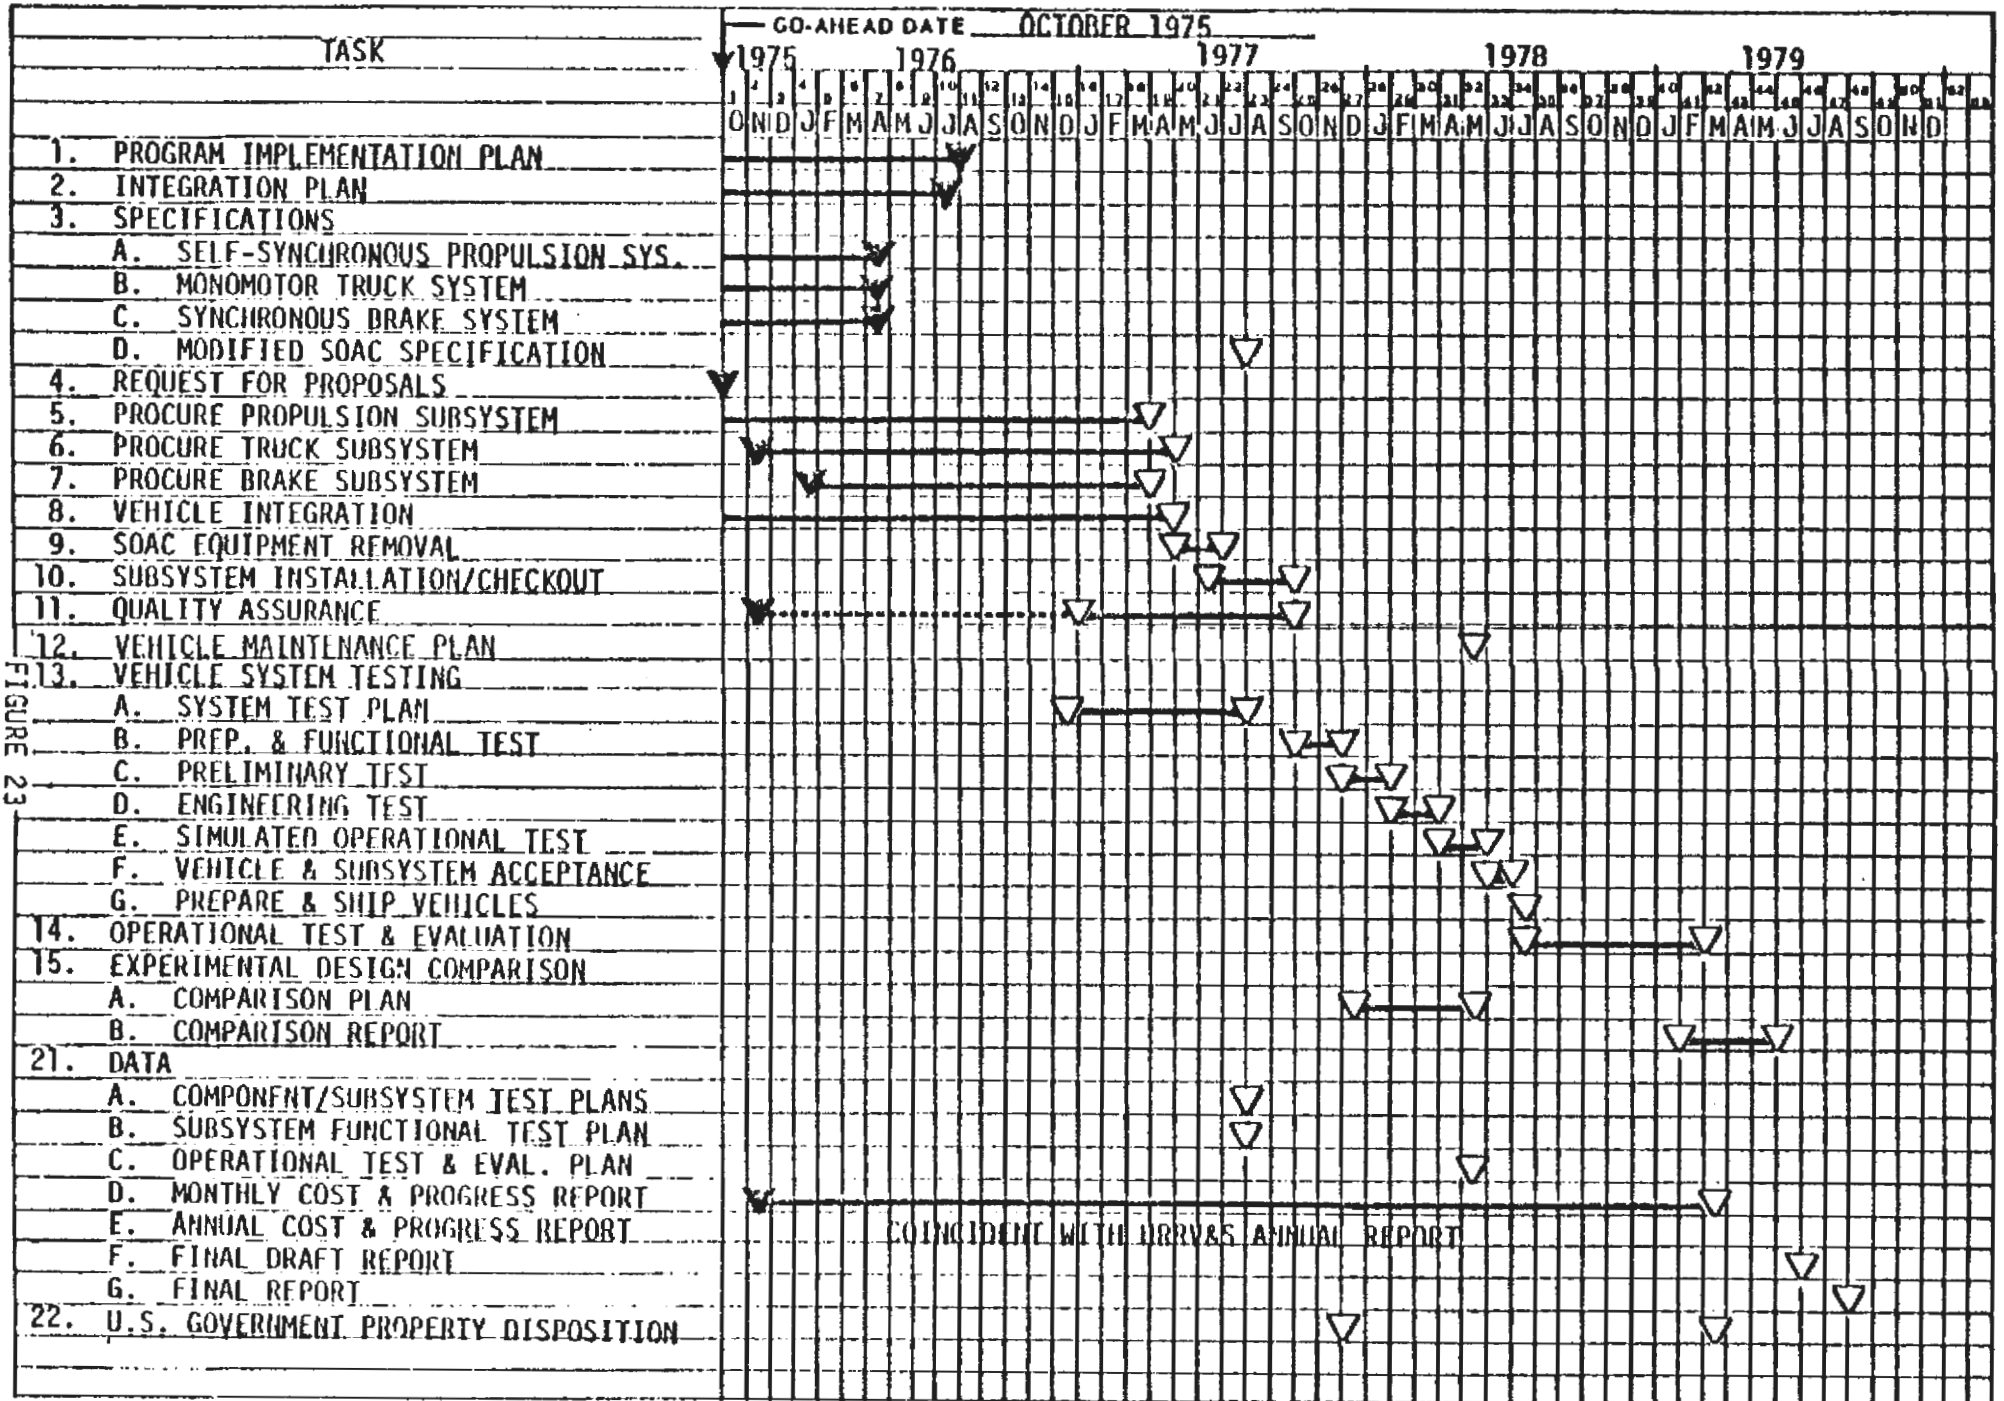 GO-AHEAD DATE OCTOBER 1975
TASK
1975 1976 1977 1978 1979
O N D J F M A M J J A S O N D J F M A M J J A S O N D J F M A M J J A S O N D J F M A M J J A S O N D
1. PROGRAM IMPLEMENTATION PLAN
2. INTEGRATION PLAN
3. SPECIFICATIONS
A. SELF-SYNCHRONOUS PROPULSION SYS.
B. MONOMOTOR TRUCK SYSTEM
C. SYNCHRONOUS BRAKE SYSTEM
D. MODIFIED SOAC SPECIFICATION
4. REQUEST FOR PROPOSALS
5. PROCURE PROPULSION SUBSYSTEM
6. PROCURE TRUCK SUBSYSTEM
7. PROCURE BRAKE SUBSYSTEM
8. VEHICLE INTEGRATION
9. SOAC EQUIPMENT REMOVAL
10. SUBSYSTEM INSTALLATION/CHECKOUT
11. QUALITY ASSURANCE
12. VEHICLE MAINTENANCE PLAN
13. VEHICLE SYSTEM TESTING
A. SYSTEM TEST PLAN
B. PREP. & FUNCTIONAL TEST
C. PRELIMINARY TEST
D. ENGINEERING TEST
E. SIMULATED OPERATIONAL TEST
F. VEHICLE & SUBSYSTEM ACCEPTANCE
G. PREPARE & SHIP VEHICLES
14. OPERATIONAL TEST & EVALUATION
15. EXPERIMENTAL DESIGN COMPARISON
A. COMPARISON PLAN
B. COMPARISON REPORT
21. DATA
A. COMPONENT/SUBSYSTEM TEST PLANS
B. SUBSYSTEM FUNCTIONAL TEST PLAN
C. OPERATIONAL TEST & EVAL. PLAN
D. MONTHLY COST & PROGRESS REPORT
E. ANNUAL COST & PROGRESS REPORT COINCIDENT WITH URRV&S ANNUAL REPORT
F. FINAL DRAFT REPORT
G. FINAL REPORT
22. U.S. GOVERNMENT PROPERTY DISPOSITION
FIGURE 23